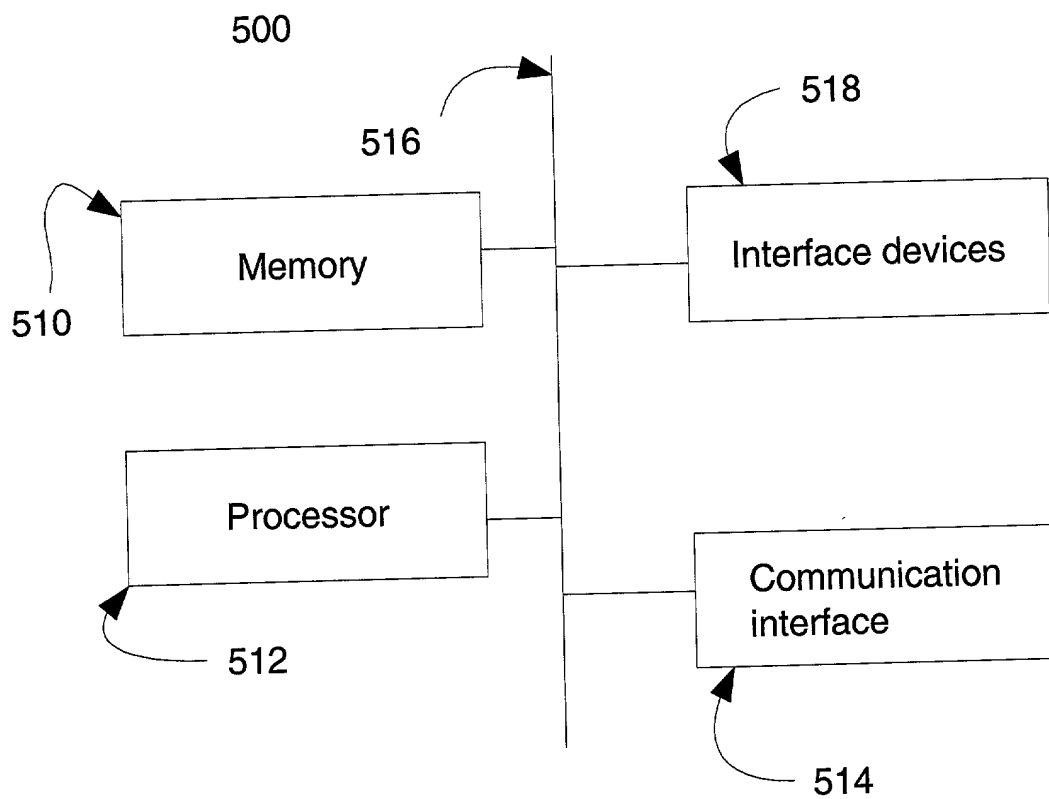 500
516
518
510
Memory
Interface devices
Processor
Communication
interface
512
514